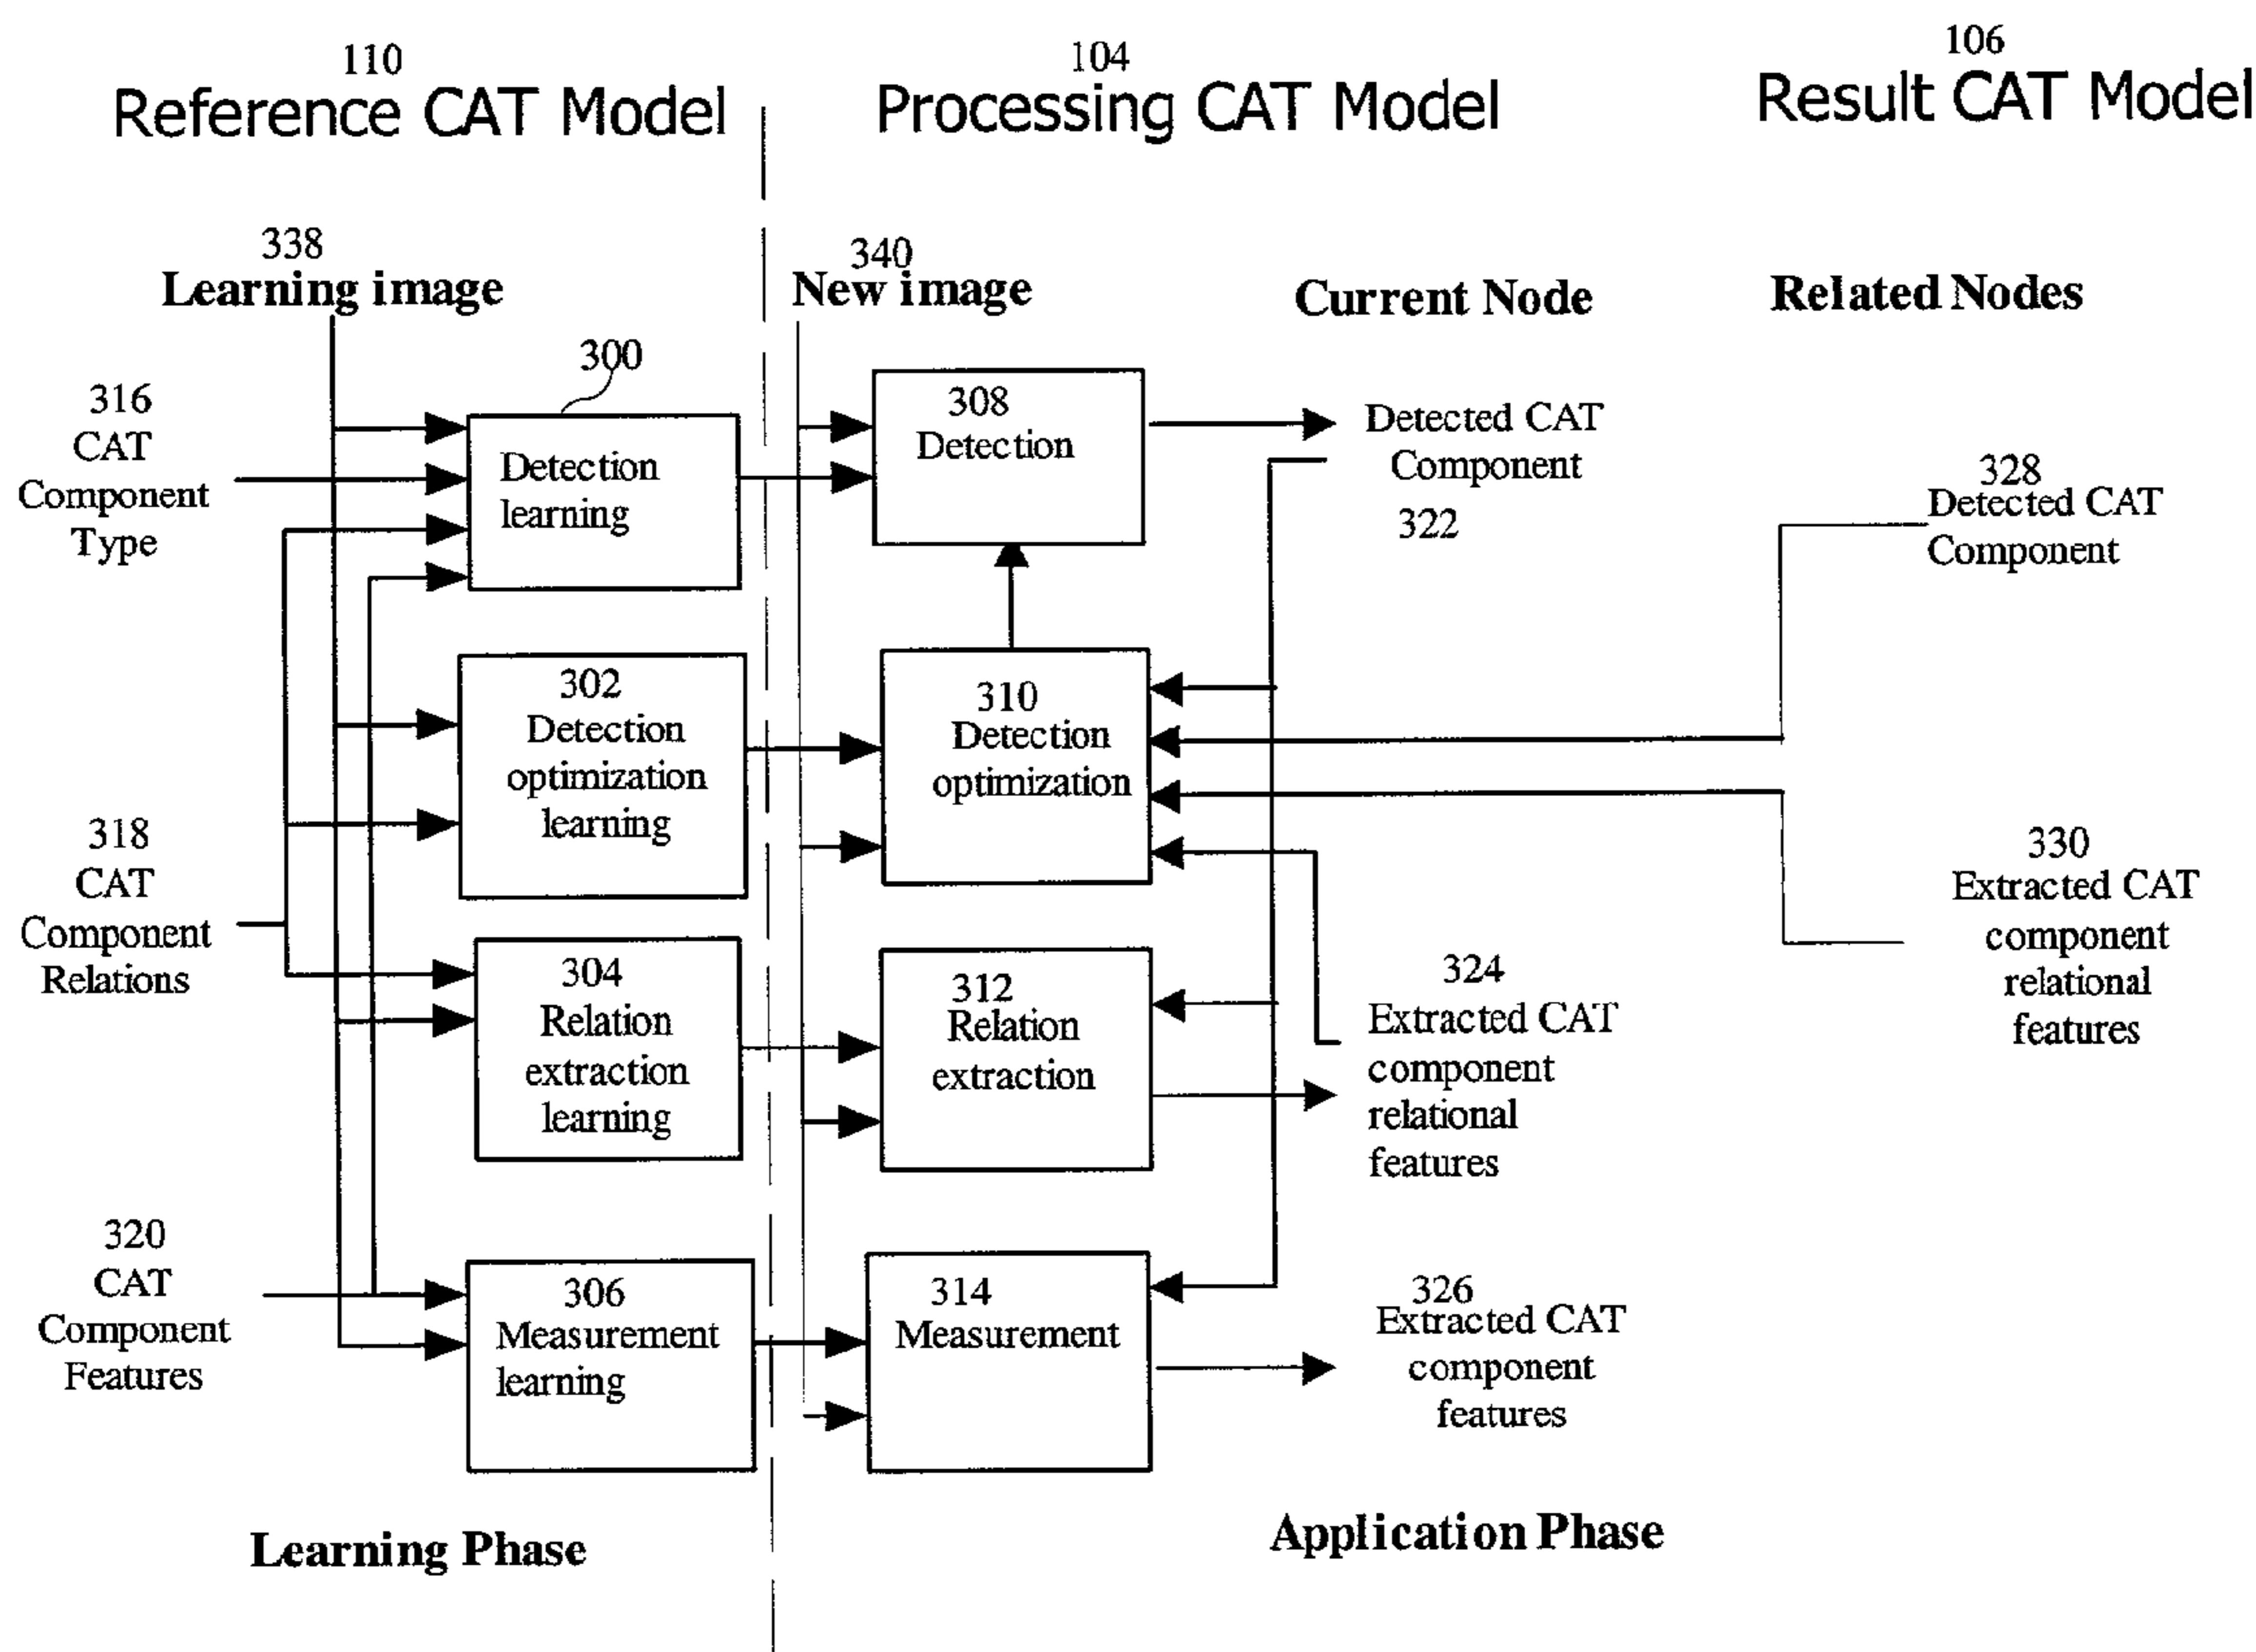 110
Reference CAT Model
104
Processing CAT Model
106
Result CAT Model
338
Learning image
340
New image
Current Node
Related Nodes
316
CAT
Component
Type
300
Detection
learning
308
Detection
Detected CAT
Component
322
328
Detected CAT
Component
302
Detection
optimization
learning
310
Detection
optimization
318
CAT
Component
Relations
304
Relation
extraction
learning
312
Relation
extraction
324
Extracted CAT
component
relational
features
330
Extracted CAT
component
relational
features
320
CAT
Component
Features
306
Measurement
learning
314
Measurement
326
Extracted CAT
component
features
Learning Phase
Application Phase